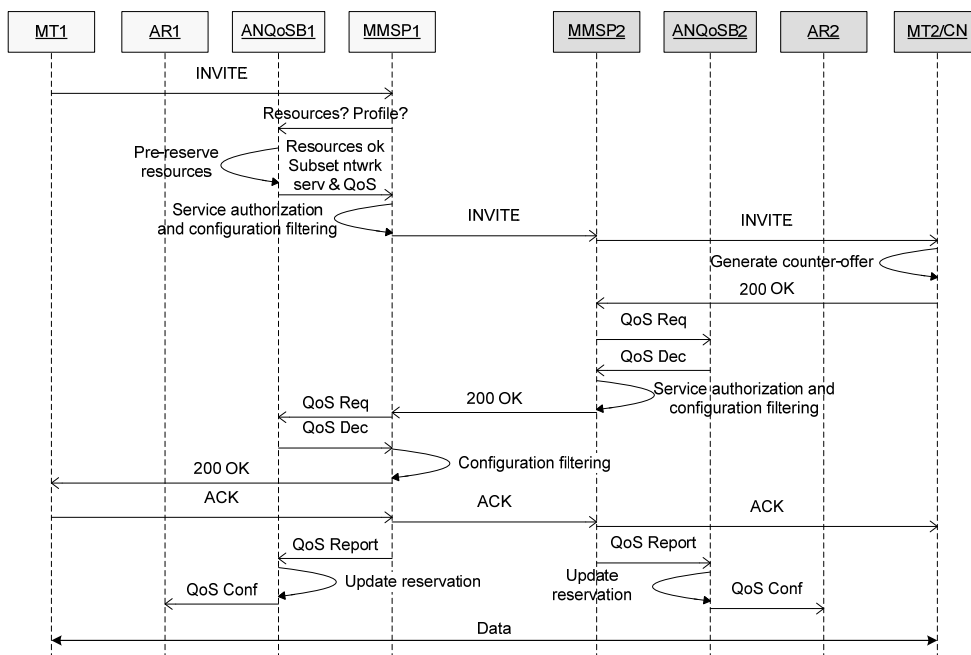 MT1
AR1
ANQoSB1
MMSP1
MMSP2
ANQoSB2
AR2
MT2/CN
INVITE
Resources? Profile?
Pre-reserve
resources
Resources ok
Subset ntwrk
serv & QoS
Service authorization
and configuration filtering
INVITE
INVITE
Generate counter-offer
200 OK
QoS Req
QoS Dec
Service authorization and
configuration filtering
200 OK
QoS Req
QoS Dec
Configuration filtering
200 OK
ACK
ACK
ACK
QoS Report
QoS Report
Update reservation
Update
reservation
QoS Conf
QoS Conf
Data